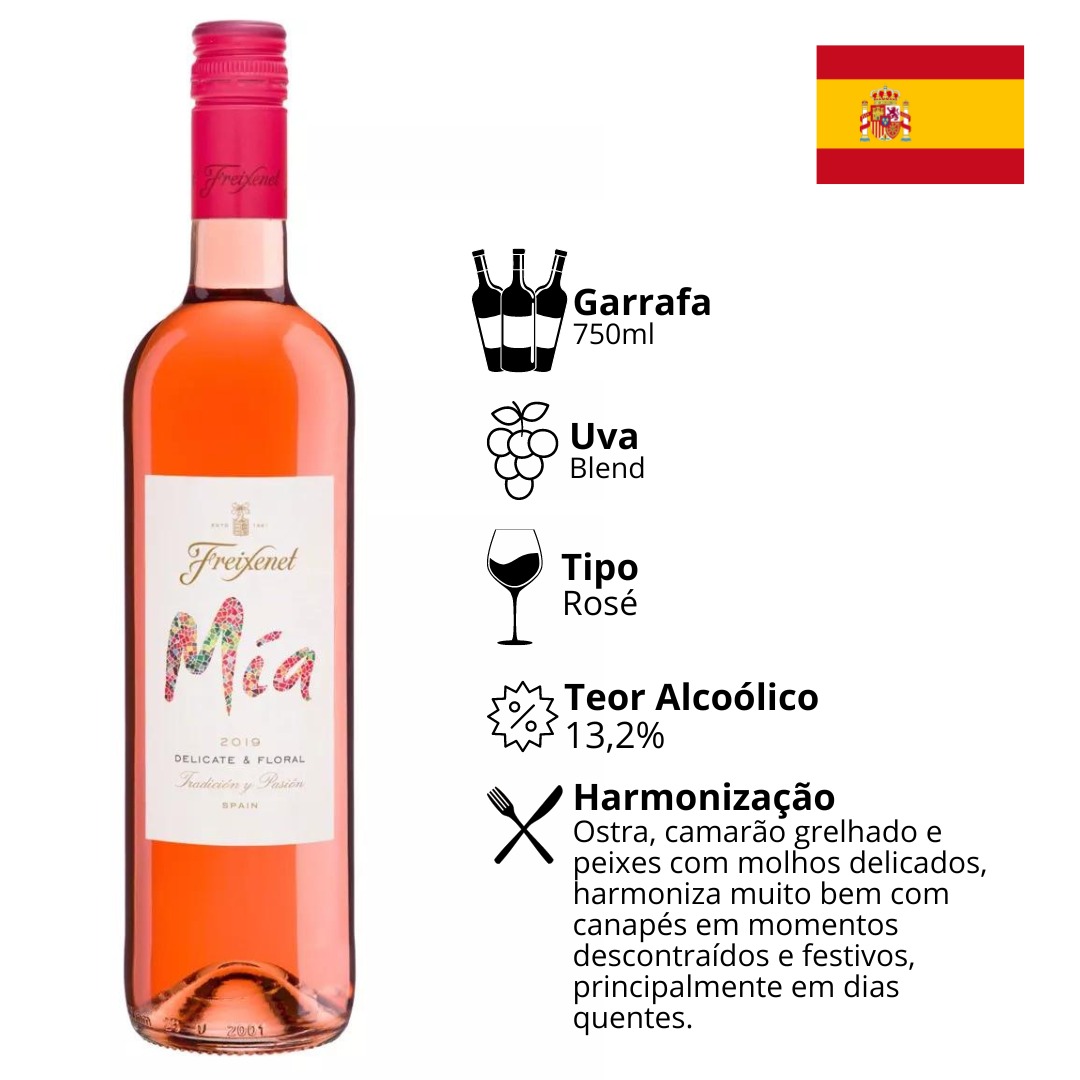 Freixenet
ESTD 1861
Freixenet
Mía
2019
DELICATE & FLORAL
Tradición y Pasión
SPAIN
2001
Garrafa
750ml
Uva
Blend
Tipo
Rosé
%
Teor Alcoólico
13,2%
Harmonização
Ostra, camarão grelhado e
peixes com molhos delicados,
harmoniza muito bem com
canapés em momentos
descontraídos e festivos,
principalmente em dias
quentes.